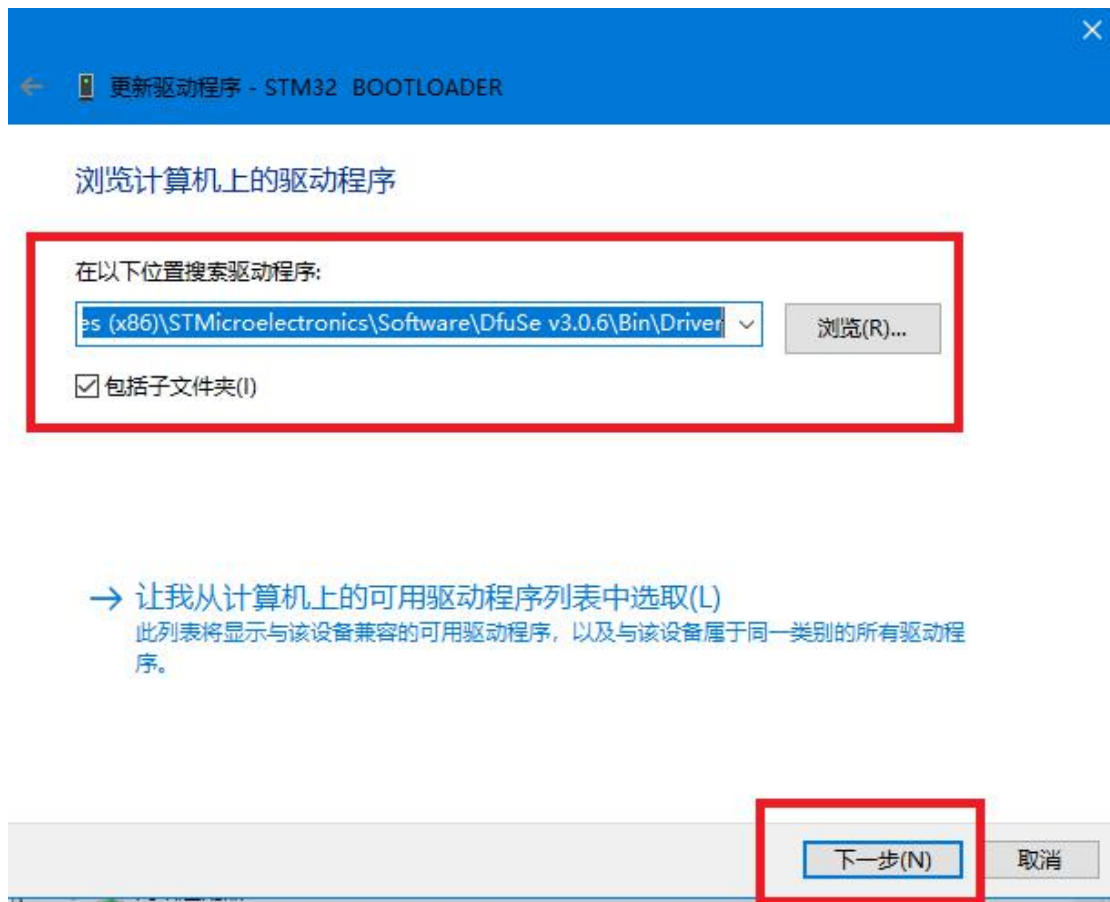 更新驱动程序 - STM32 BOOTLOADER
浏览计算机上的驱动程序
在以下位置搜索驱动程序:
es (x86)\STMicroelectronics\Software\DfuSe v3.0.6\Bin\Driver
浏览(R)...
包括子文件夹(I)
让我从计算机上的可用驱动程序列表中选取(L)
此列表将显示与该设备兼容的可用驱动程序，以及与该设备属于同一类别的所有驱动程
序。
下一步(N)
取消